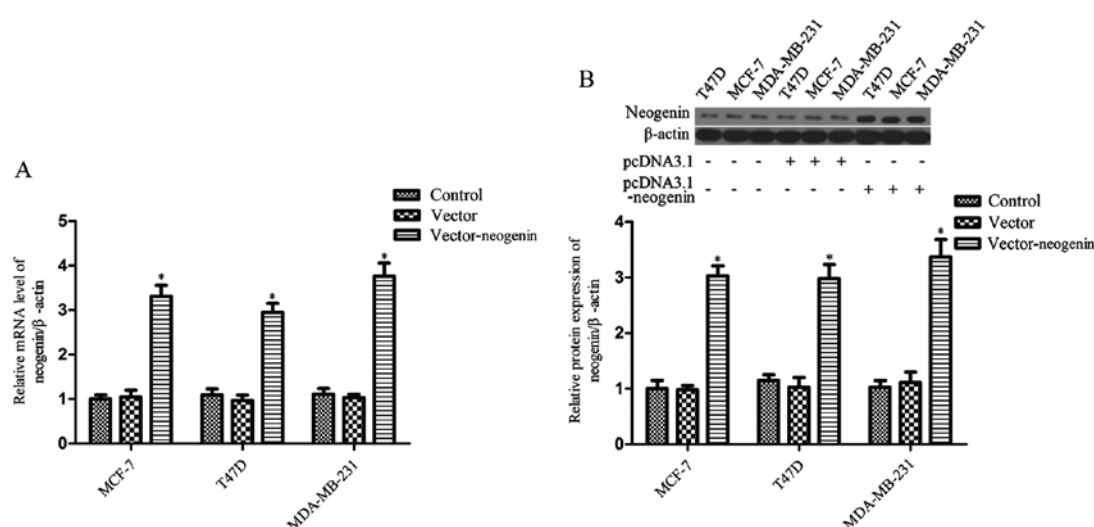 A
Control
Vector
Vector-neogenin
Relative mRNA level of
neogenin/β -actin
5
4
3
2
1
0
*
*
*
MCF-7
T47D
MDA-MB-231
B
T47D
MCF-7
MDA-MB-231
T47D
MCF-7
MDA-MB-231
T47D
MCF-7
MDA-MB-231
Neogenin
β-actin
pcDNA3.1 - - - + + + - - -
pcDNA3.1
-neogenin - - - - - - + + +
Control
Vector
Vector-neogenin
Relative protein expression of
neogenin/β -actin
4
3
2
1
0
*
*
*
MCF-7
T47D
MDA-MB-231